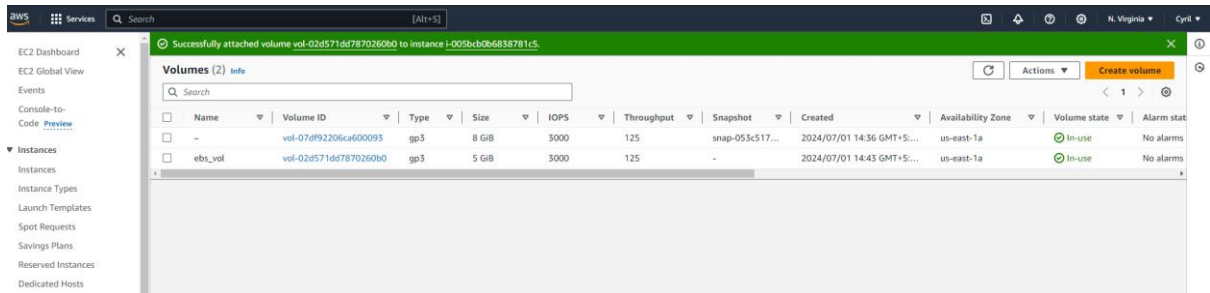 aws Services Search [Alt+S] N. Virginia Cyril
EC2 Dashboard
EC2 Global View
Events
Console-to-
Code Preview
Instances
Instances
Instance Types
Launch Templates
Spot Requests
Savings Plans
Reserved Instances
Dedicated Hosts
Successfully attached volume vol-02d571dd7870260b0 to instance i-005bcb0b6838781c5.
Volumes (2) Info Actions Create volume
Search 1
Name Volume ID Type Size IOPS Throughput Snapshot Created Availability Zone Volume state Alarm stat
– vol-07df92206ca600093 gp3 8 GiB 3000 125 snap-053c517... 2024/07/01 14:36 GMT+5:... us-east-1a In-use No alarms
ebs_vol vol-02d571dd7870260b0 gp3 5 GiB 3000 125 - 2024/07/01 14:43 GMT+5:... us-east-1a In-use No alarms